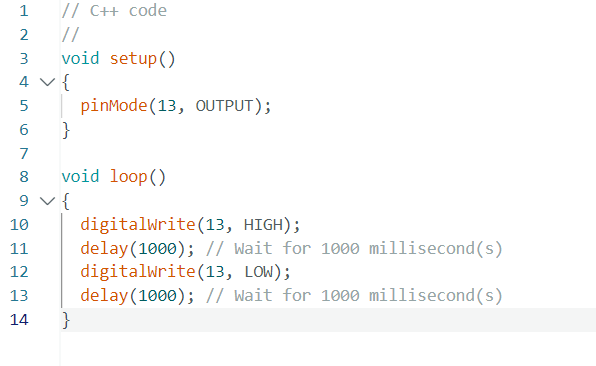 1 // C++ code
2 //
3 void setup()
4 {
5   pinMode(13, OUTPUT);
6 }
7
8 void loop()
9 {
10   digitalWrite(13, HIGH);
11   delay(1000); // Wait for 1000 millisecond(s)
12   digitalWrite(13, LOW);
13   delay(1000); // Wait for 1000 millisecond(s)
14 }